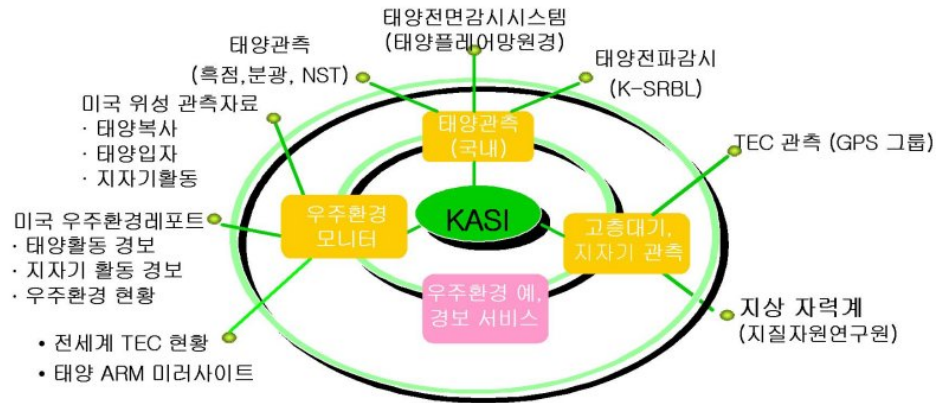 태양전면감시시스템
(태양플레어망원경)
태양관측
(흑점,분광, NST)
태양전파감시
(K-SRBL)
미국 위성 관측자료
· 태양복사
· 태양입자
· 지자기활동
태양관측
(국내)
TEC 관측 (GPS 그룹)
미국 우주환경레포트
· 태양활동 경보
· 지자기 활동 경보
· 우주환경 현황
우주환경
모니터
KASI
고층대기,
지자기 관측
우주환경 예,
경보 서비스
지상 자력계
(지질자원연구원)
• 전세계 TEC 현황
• 태양 ARM 미러사이트